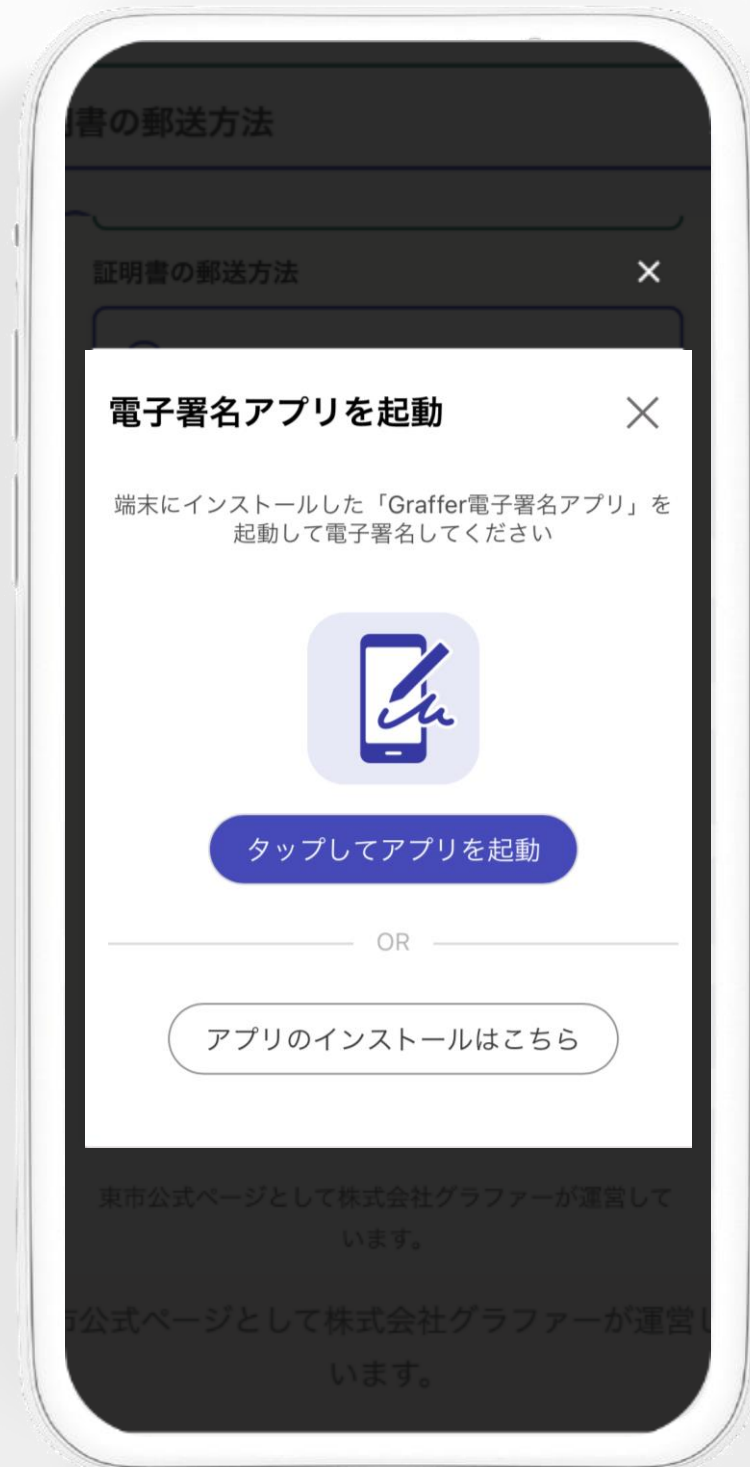 書の郵送方法
証明書の郵送方法
電子署名アプリを起動
端末にインストールした「Graffer電子署名アプリ」を
起動して電子署名してください
タップしてアプリを起動
OR
アプリのインストールはこちら
東市公式ページとして株式会社グラファーが運営して
います。
公式ページとして株式会社グラファーが運営し
います。